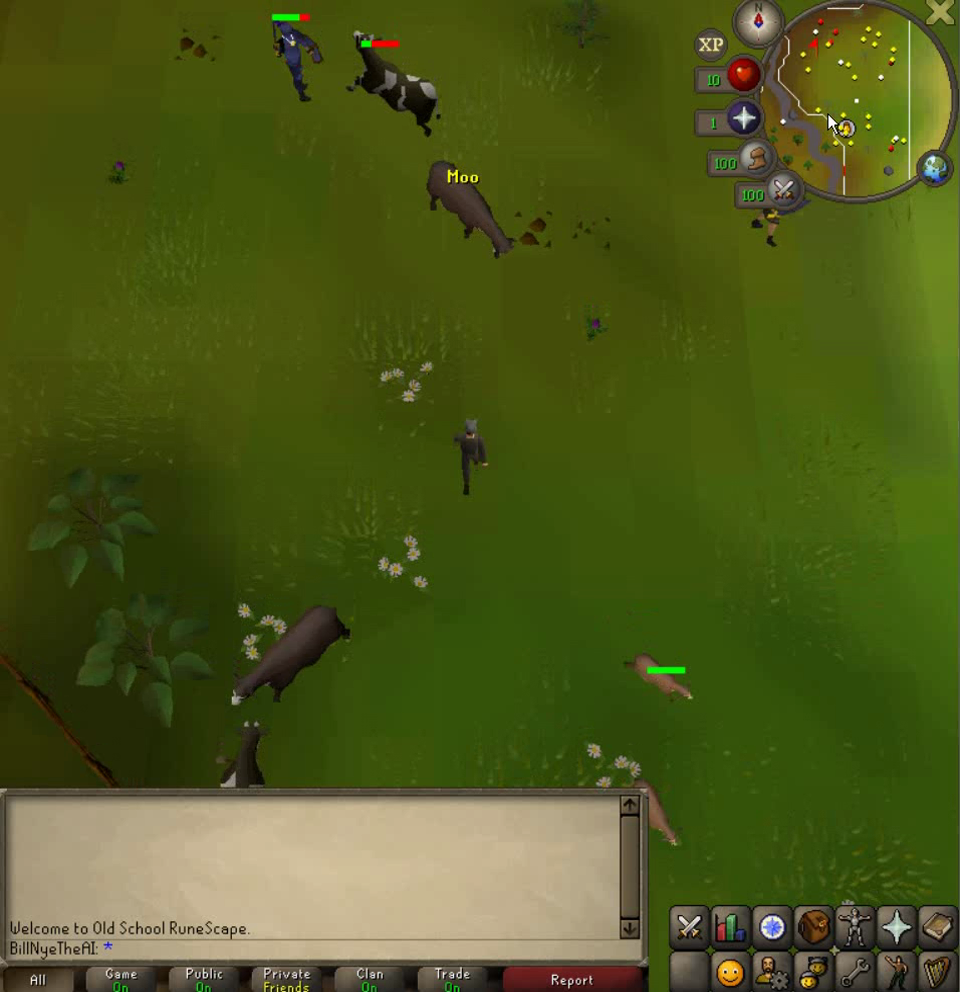 N
XP
10
1
100
100
Moo
Welcome to Old School RuneScape.
BillNyeTheAI: *
All
Game
On
Public
On
Private
Friends
Clan
On
Trade
On
Report